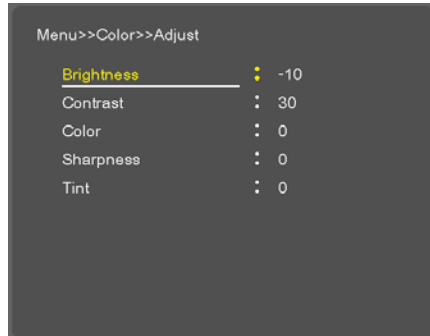 Menu>>Color>>Adjust
Brightness : -10
Contrast : 30
Color : 0
Sharpness : 0
Tint : 0